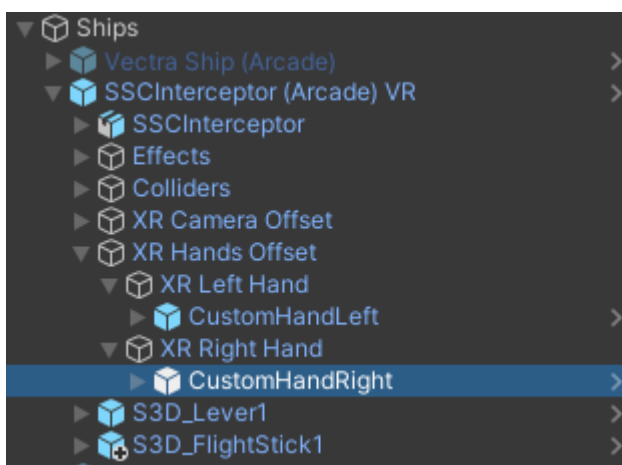 Ships
Vectra Ship (Arcade)
SSCInterceptor (Arcade) VR
SSCInterceptor
Effects
Colliders
XR Camera Offset
XR Hands Offset
XR Left Hand
CustomHandLeft
XR Right Hand
CustomHandRight
S3D_Lever1
S3D_FlightStick1